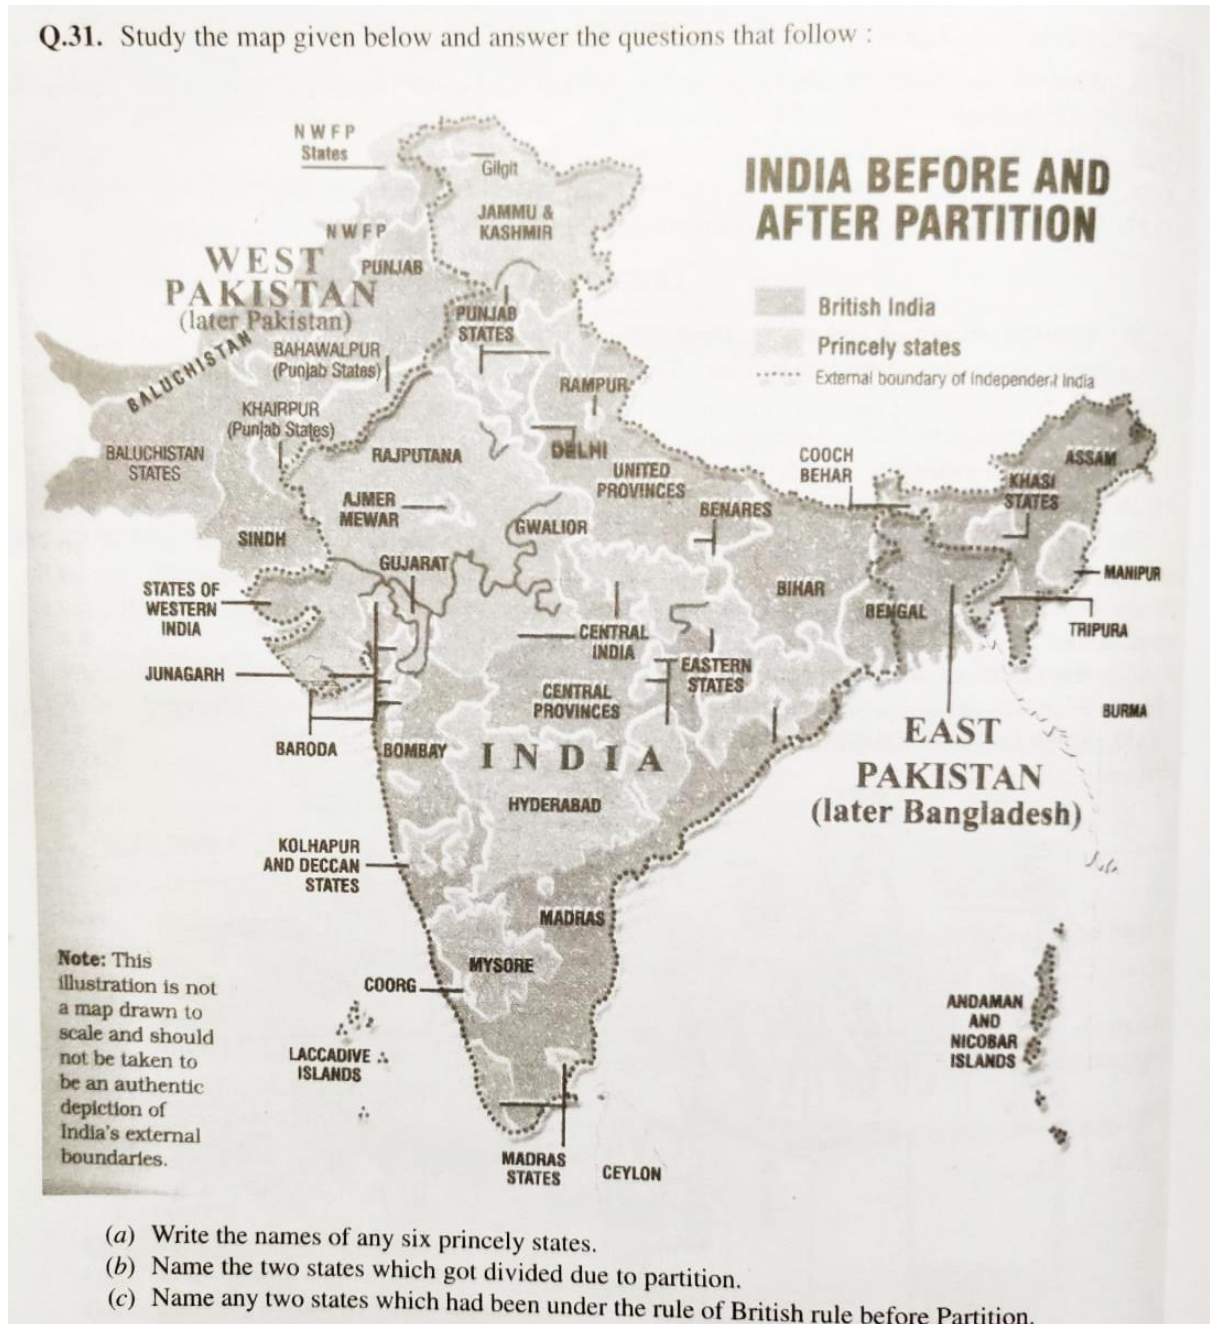 Q.31. Study the map given below and answer the questions that follow :
N W F P
States
Gilgit
JAMMU &
KASHMIR
INDIA BEFORE AND
AFTER PARTITION
N W F P
WEST
PAKISTAN
(later Pakistan)
PUNJAB
British India
Princely states
External boundary of Independent India
PUNJAB
STATES
BALUCHISTAN
BAHAWALPUR
(Punjab States)
RAMPUR
KHAIRPUR
(Punjab States)
BALUCHISTAN
STATES
RAJPUTANA
DELHI
UNITED
PROVINCES
COOCH
BEHAR
ASSAM
KHASI
STATES
AJMER
MEWAR
BENARES
GWALIOR
SINDH
GUJARAT
STATES OF
WESTERN
INDIA
BIHAR
BENGAL
MANIPUR
TRIPURA
CENTRAL
INDIA
JUNAGARH
EASTERN
STATES
CENTRAL
PROVINCES
BURMA
BARODA
BOMBAY
INDIA
EAST
PAKISTAN
(later Bangladesh)
HYDERABAD
KOLHAPUR
AND DECCAN
STATES
MADRAS
MYSORE
COORG
Note: This
illustration is not
a map drawn to
scale and should
not be taken to
be an authentic
depiction of
India's external
boundaries.
LACCADIVE
ISLANDS
ANDAMAN
AND
NICOBAR
ISLANDS
MADRAS
STATES
CEYLON
(a) Write the names of any six princely states.
(b) Name the two states which got divided due to partition.
(c) Name any two states which had been under the rule of British rule before Partition.